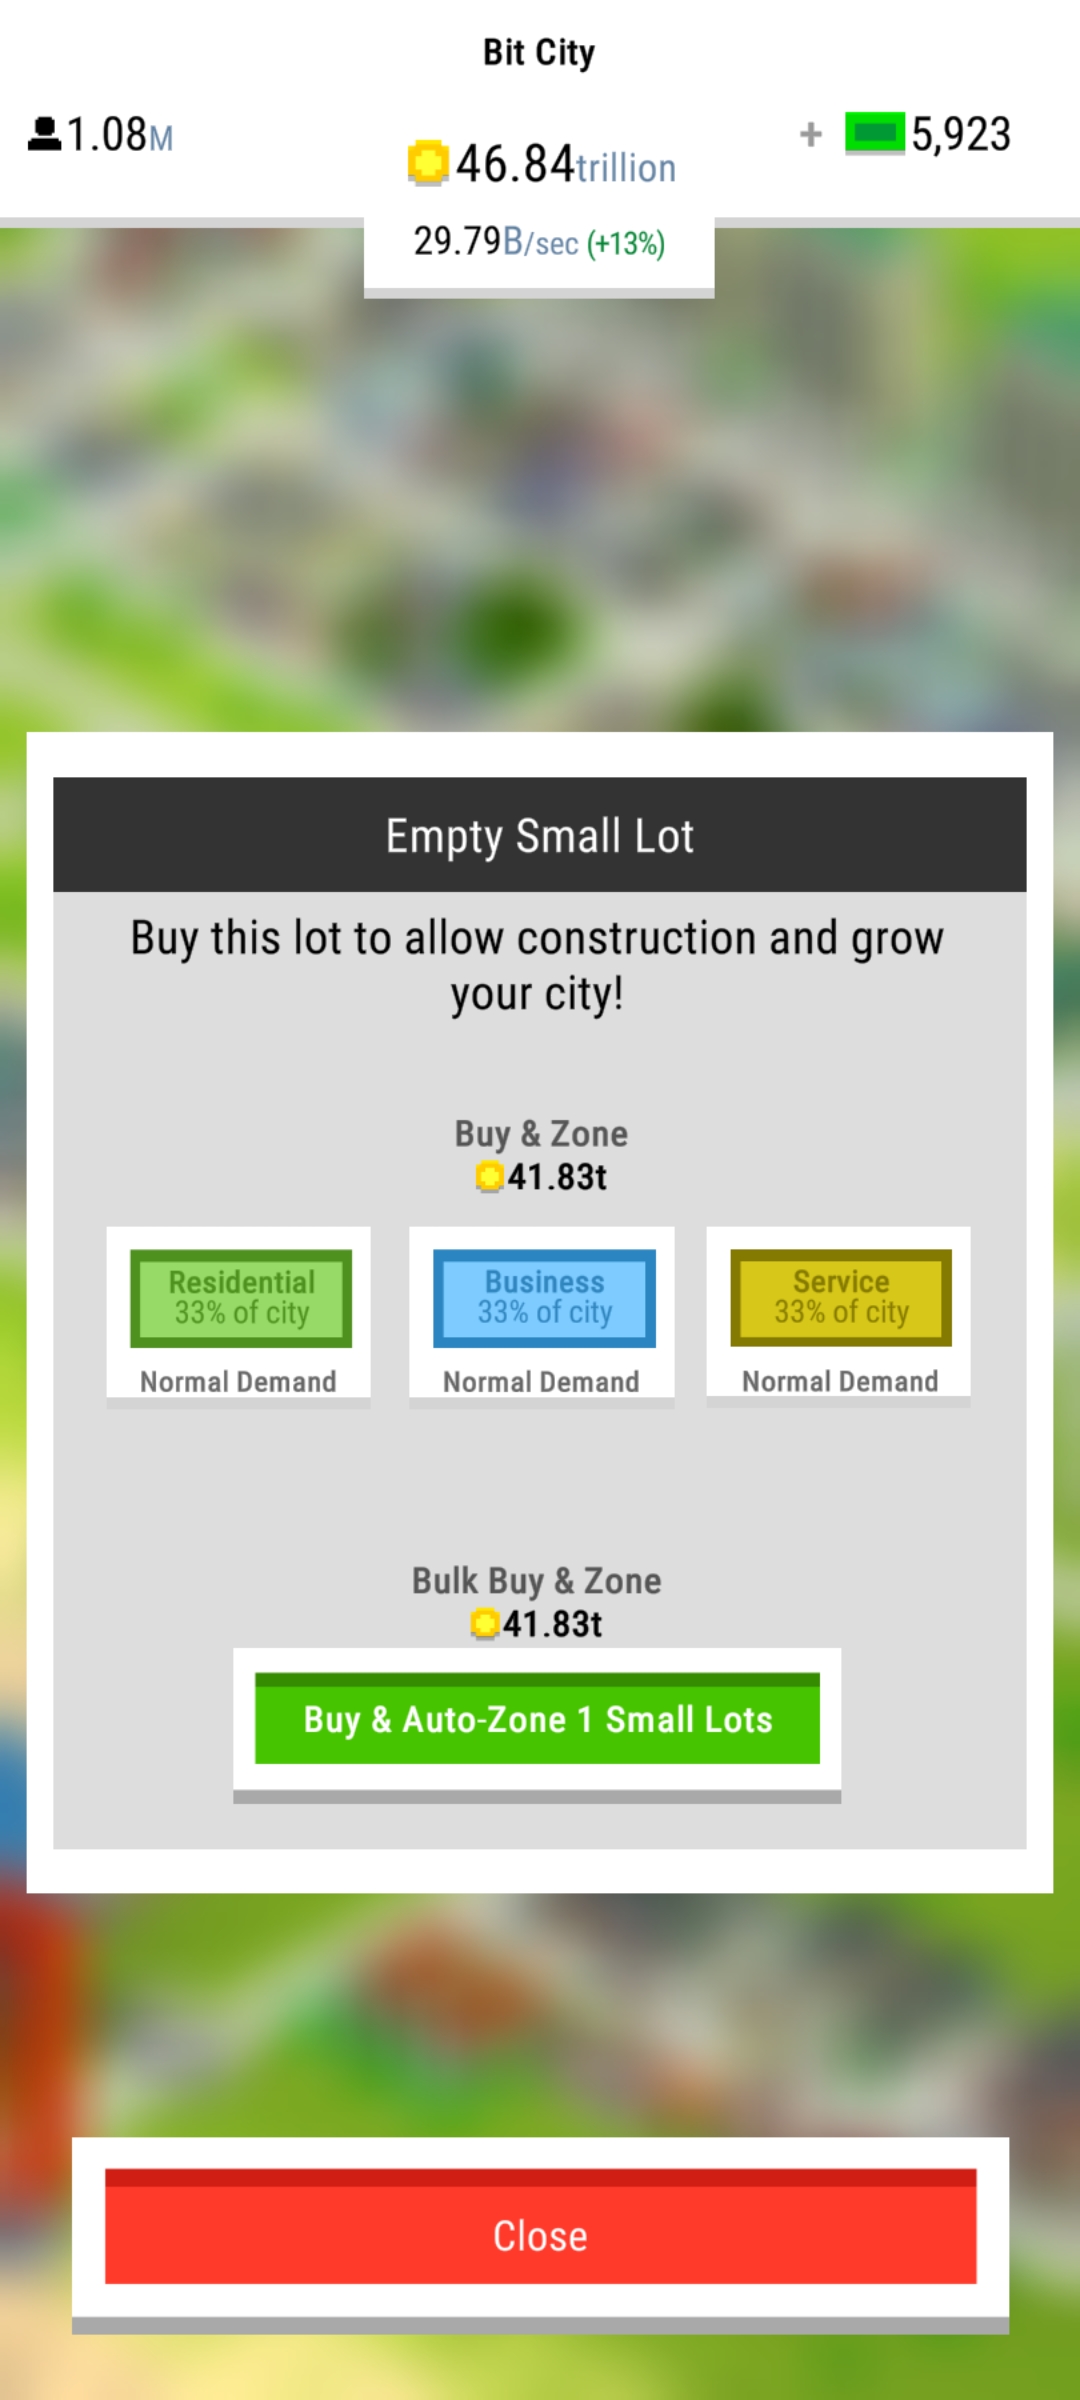 Bit City
1.08M
46.84trillion
+ 5,923
29.79B/sec (+13%)
Empty Small Lot
Buy this lot to allow construction and grow
your city!
Buy & Zone
41.83t
Residential
33% of city
Normal Demand
Business
33% of city
Normal Demand
Service
33% of city
Normal Demand
Bulk Buy & Zone
41.83t
Buy & Auto-Zone 1 Small Lots
Close